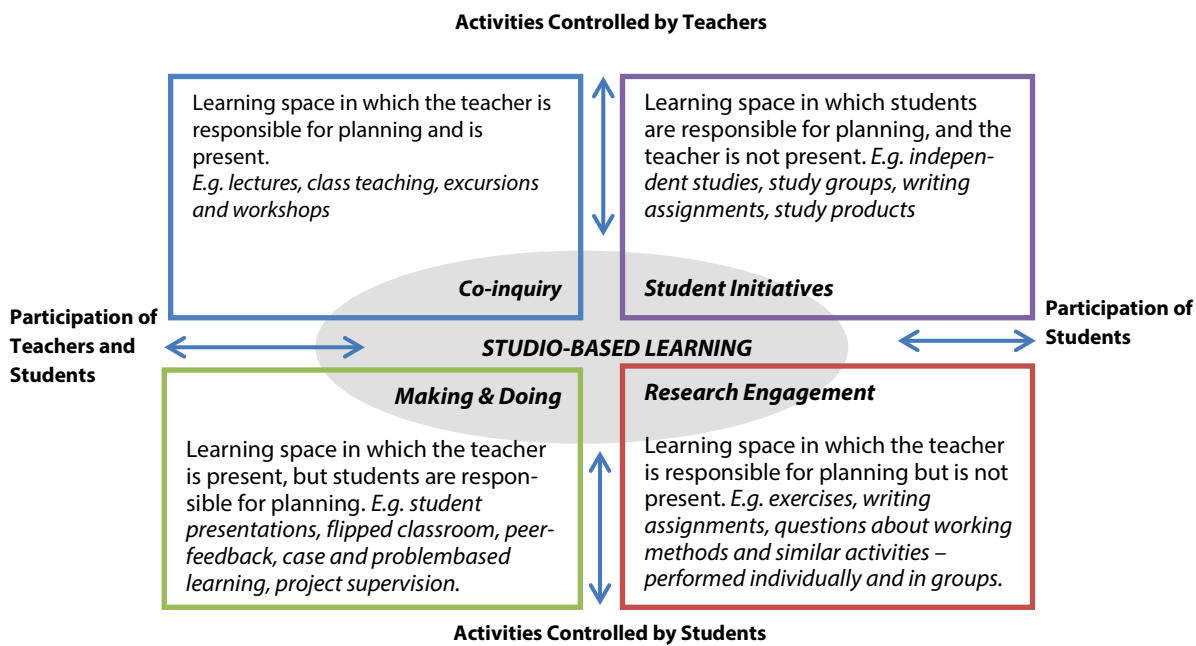 Activities Controlled by Teachers
Learning space in which the teacher is
responsible for planning and is
present.
E.g. lectures, class teaching, excursions
and workshops
Co-inquiry
Learning space in which students
are responsible for planning, and the
teacher is not present. E.g. indepen-
dent studies, study groups, writing
assignments, study products
Student Initiatives
Participation of
Teachers and
Students
STUDIO-BASED LEARNING
Participation of
Students
Making & Doing
Learning space in which the teacher
is present, but students are respon-
sible for planning. E.g. student
presentations, flipped classroom, peer-
feedback, case and problembased
learning, project supervision.
Research Engagement
Learning space in which the teacher
is responsible for planning but is not
present. E.g. exercises, writing
assignments, questions about working
methods and similar activities –
performed individually and in groups.
Activities Controlled by Students